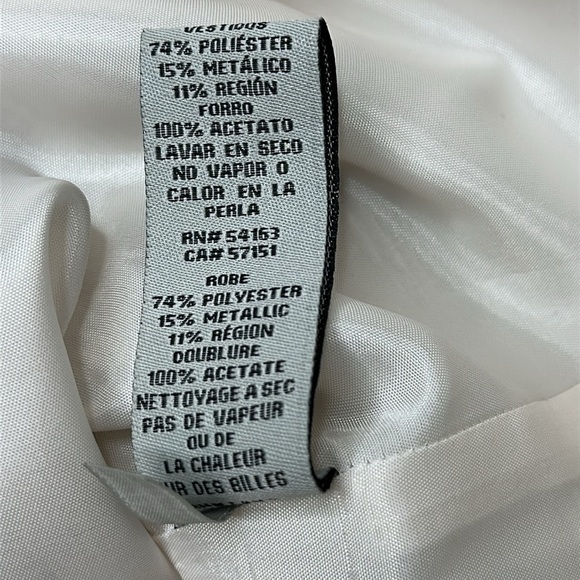 VESTIDOS
74% POLIÉSTER
15% METÁLICO
11% REGIÓN
FORRO
100% ACETATO
LAVAR EN SECO
NO VAPOR O
CALOR EN LA
PERLA
RN# 54163
CA# 57151
ROBE
74% POLYESTER
15% METALLIC
11% RÉGION
DOUBLURE
100% ACETATE
NETTOYAGE A SEC
PAS DE VAPEUR
OU DE
LA CHALEUR
UR DES BILLES